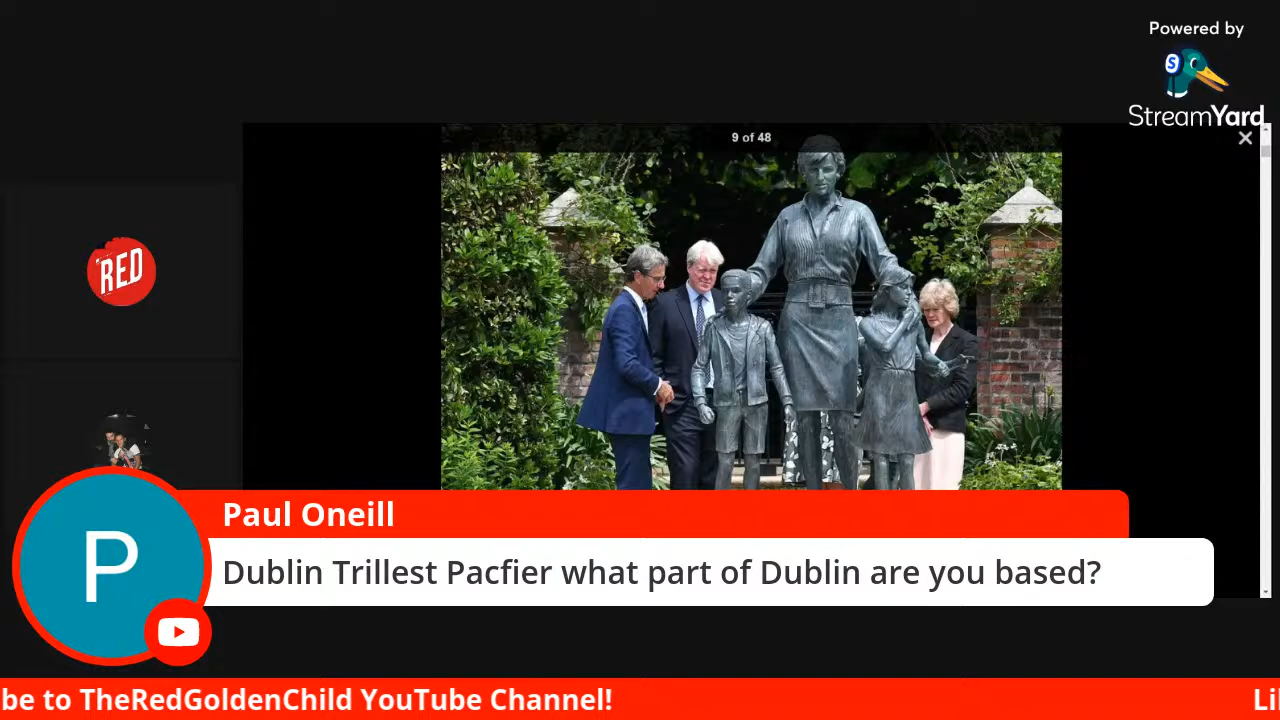 Powered by
S
StreamYard
9 of 48
×
RED
P
Paul Oneill
Dublin Trillest Pacfier what part of Dublin are you based?
be to TheRedGoldenChild YouTube Channel!
Li